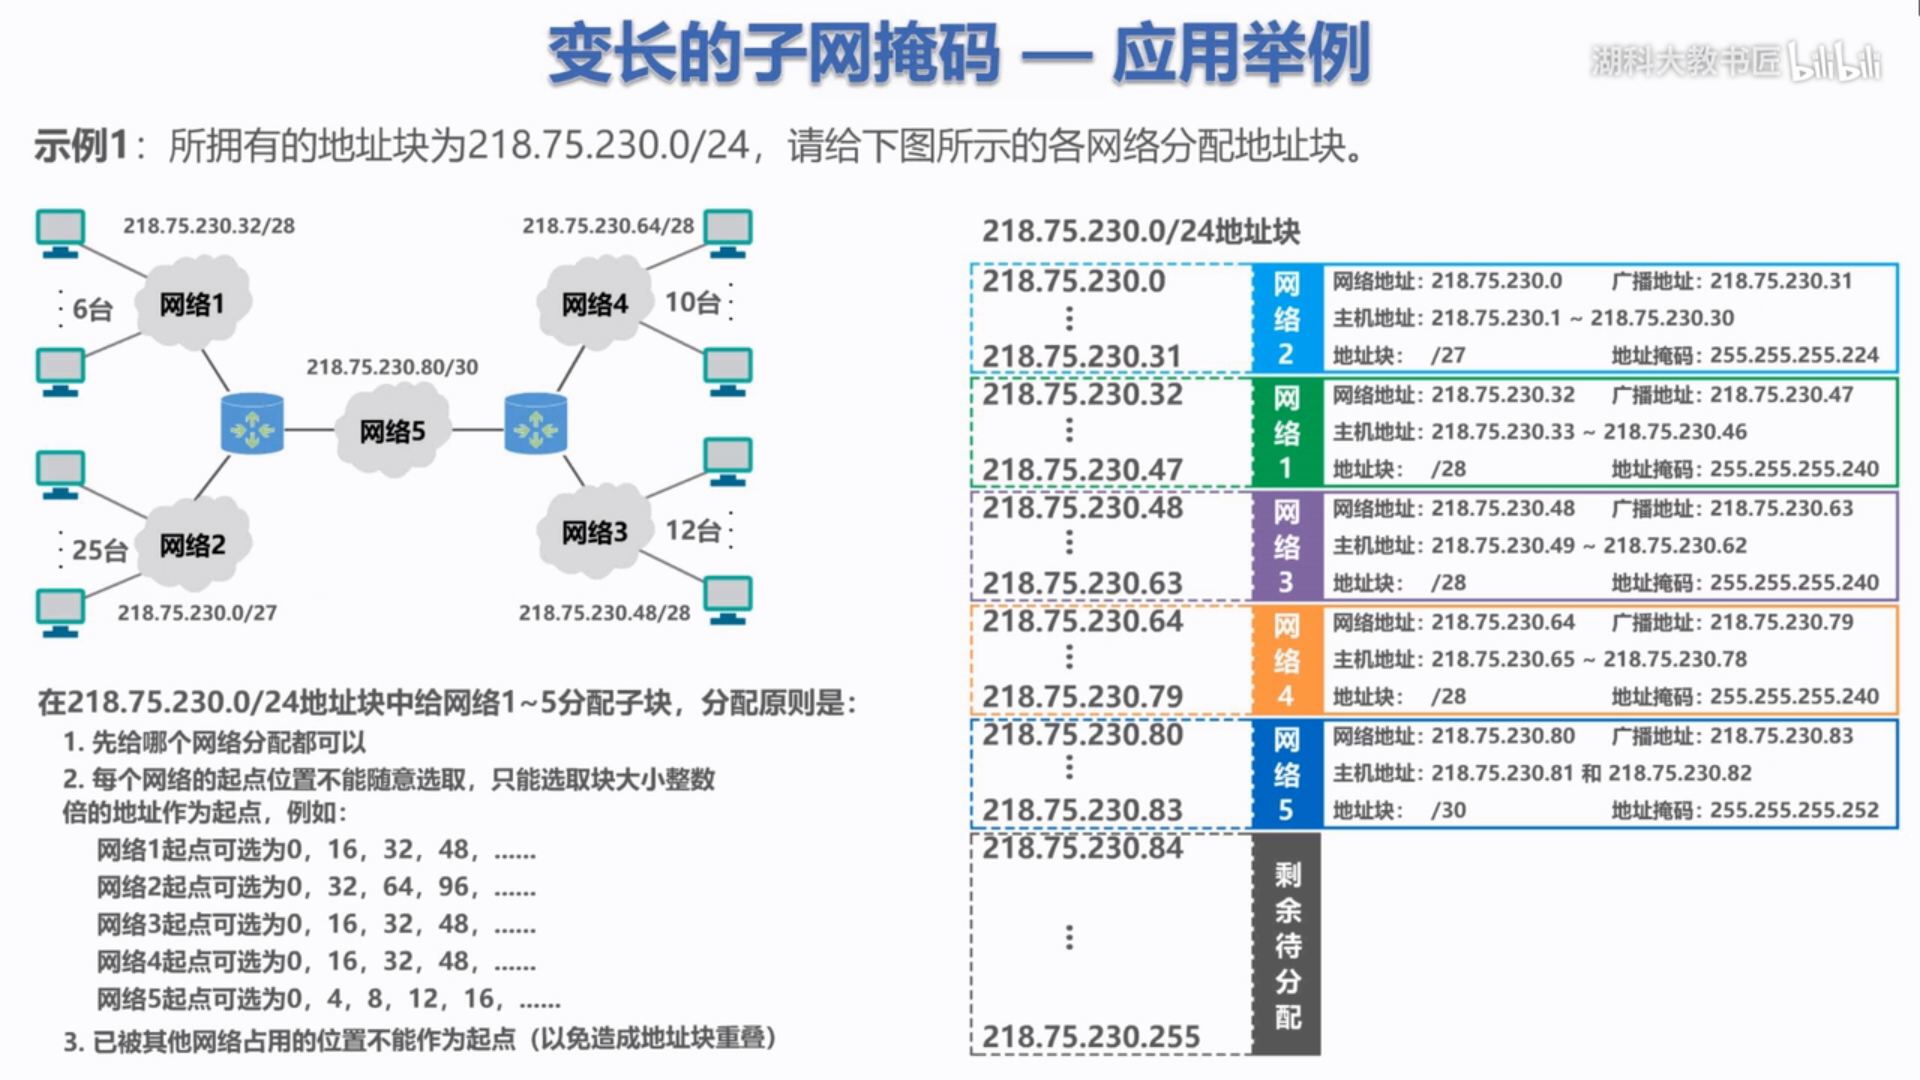 变长的子网掩码 — 应用举例
湖科大教书匠 bilibili
示例1：所拥有的地址块为218.75.230.0/24，请给下图所示的各网络分配地址块。
218.75.230.32/28
218.75.230.64/28
网络1
6台
网络4
10台
218.75.230.80/30
网络5
网络2
25台
网络3
12台
218.75.230.0/27
218.75.230.48/28
在218.75.230.0/24地址块中给网络1~5分配子块，分配原则是：
1. 先给哪个网络分配都可以
2. 每个网络的起点位置不能随意选取，只能选取块大小整数
倍的地址作为起点，例如：
网络1起点可选为0，16，32，48，......
网络2起点可选为0，32，64，96，......
网络3起点可选为0，16，32，48，......
网络4起点可选为0，16，32，48，......
网络5起点可选为0，4，8，12，16，......
3. 已被其他网络占用的位置不能作为起点（以免造成地址块重叠）
218.75.230.0/24地址块
218.75.230.0
⋮
218.75.230.31
网络2
网络地址：218.75.230.0 广播地址：218.75.230.31
主机地址：218.75.230.1 ~ 218.75.230.30
地址块： /27 地址掩码：255.255.255.224
218.75.230.32
⋮
218.75.230.47
网络1
网络地址：218.75.230.32 广播地址：218.75.230.47
主机地址：218.75.230.33 ~ 218.75.230.46
地址块： /28 地址掩码：255.255.255.240
218.75.230.48
⋮
218.75.230.63
网络3
网络地址：218.75.230.48 广播地址：218.75.230.63
主机地址：218.75.230.49 ~ 218.75.230.62
地址块： /28 地址掩码：255.255.255.240
218.75.230.64
⋮
218.75.230.79
网络4
网络地址：218.75.230.64 广播地址：218.75.230.79
主机地址：218.75.230.65 ~ 218.75.230.78
地址块： /28 地址掩码：255.255.255.240
218.75.230.80
⋮
218.75.230.83
网络5
网络地址：218.75.230.80 广播地址：218.75.230.83
主机地址：218.75.230.81 和 218.75.230.82
地址块： /30 地址掩码：255.255.255.252
218.75.230.84
⋮
218.75.230.255
剩余待分配